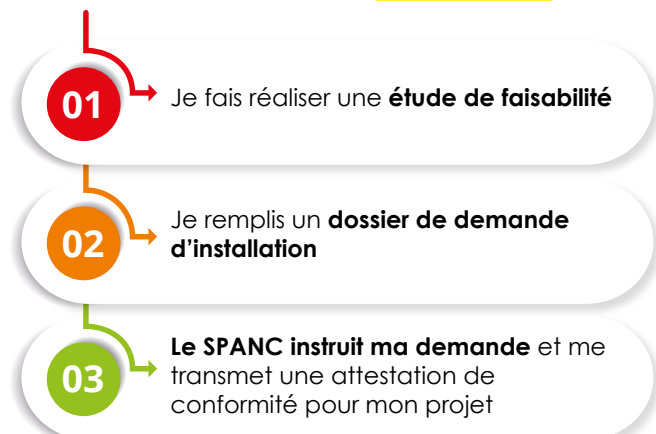 01
Je fais réaliser une étude de faisabilité
02
Je remplis un dossier de demande
d’installation
03
Le SPANC instruit ma demande et me
transmet une attestation de
conformité pour mon projet